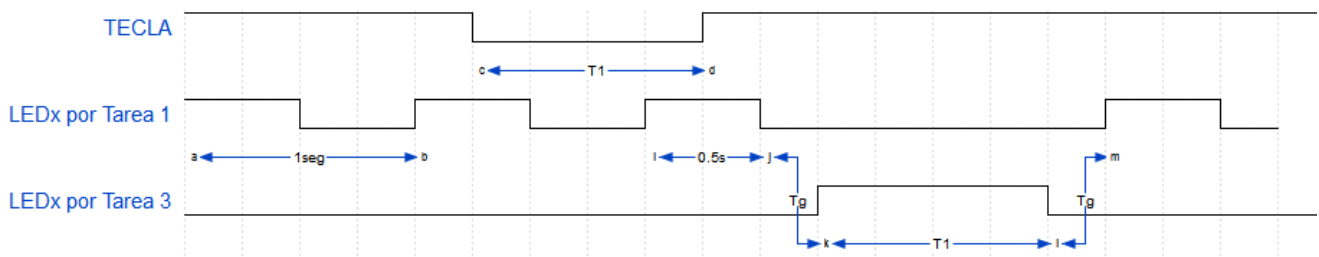 TECLA
c T1 d
LEDx por Tarea 1
a 1seg b
i 0.5s j
m
LEDx por Tarea 3
Tg
Tg
k T1 l